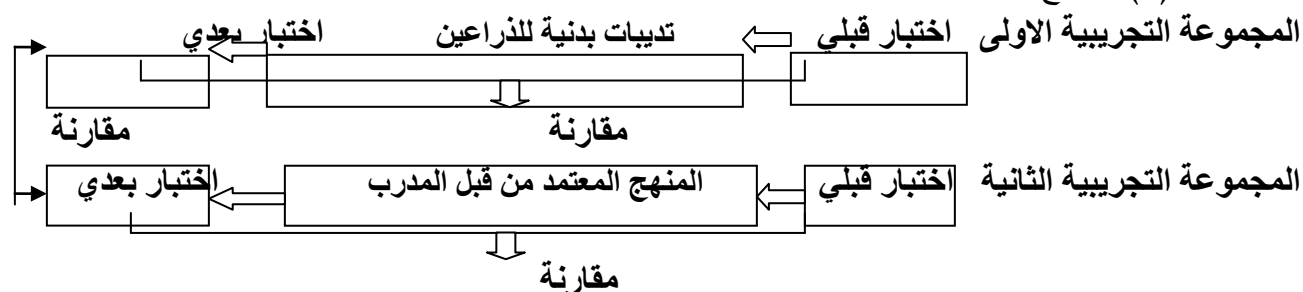 المجموعة التجريبية الاولى اختبار قبلي تديبات بدنية للذراعين اختبار بعدي
مقارنة مقارنة
المجموعة التجريبية الثانية اختبار قبلي المنهج المعتمد من قبل المدرب اختبار بعدي
مقارنة